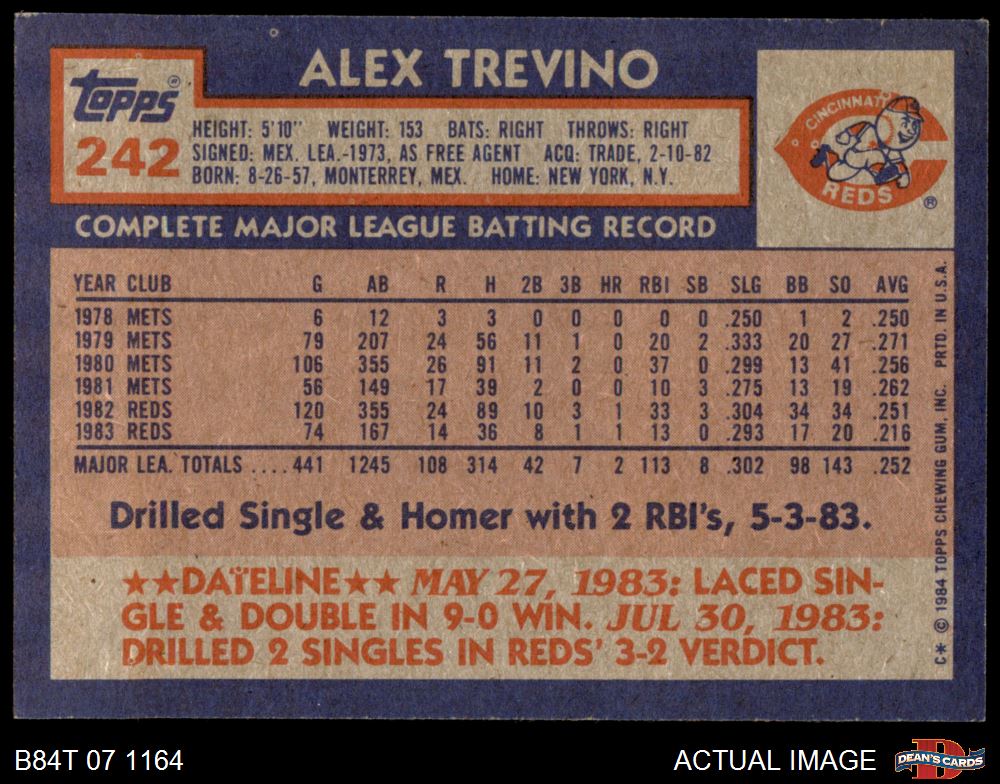 ALEX TREVINO
Topps®
242
HEIGHT: 5'10" WEIGHT: 153 BATS: RIGHT THROWS: RIGHT
SIGNED: MEX. LEA.-1973, AS FREE AGENT ACQ: TRADE, 2-10-82
BORN: 8-26-57, MONTERREY, MEX. HOME: NEW YORK, N.Y.
CINCINNATI
REDS
®
COMPLETE MAJOR LEAGUE BATTING RECORD
YEAR CLUB G AB R H 2B 3B HR RBI SB SLG BB SO AVG
1978 METS 6 12 3 3 0 0 0 0 0 .250 1 2 .250
1979 METS 79 207 24 56 11 1 0 20 2 .333 20 27 .271
1980 METS 106 355 26 91 11 2 0 37 0 .299 13 41 .256
1981 METS 56 149 17 39 2 0 0 10 3 .275 13 19 .262
1982 REDS 120 355 24 89 10 3 1 33 3 .304 34 34 .251
1983 REDS 74 167 14 36 8 1 1 13 0 .293 17 20 .216
MAJOR LEA. TOTALS ....441 1245 108 314 42 7 2 113 8 .302 98 143 .252
Drilled Single & Homer with 2 RBI's, 5-3-83.
★★DATELINE★★ MAY 27, 1983: LACED SIN-
GLE & DOUBLE IN 9-0 WIN. JUL 30, 1983:
DRILLED 2 SINGLES IN REDS' 3-2 VERDICT.
C* © 1984 TOPPS CHEWING GUM, INC. PRTD. IN U.S.A.
B84T 07 1164
ACTUAL IMAGE
DEAN'S CARDS